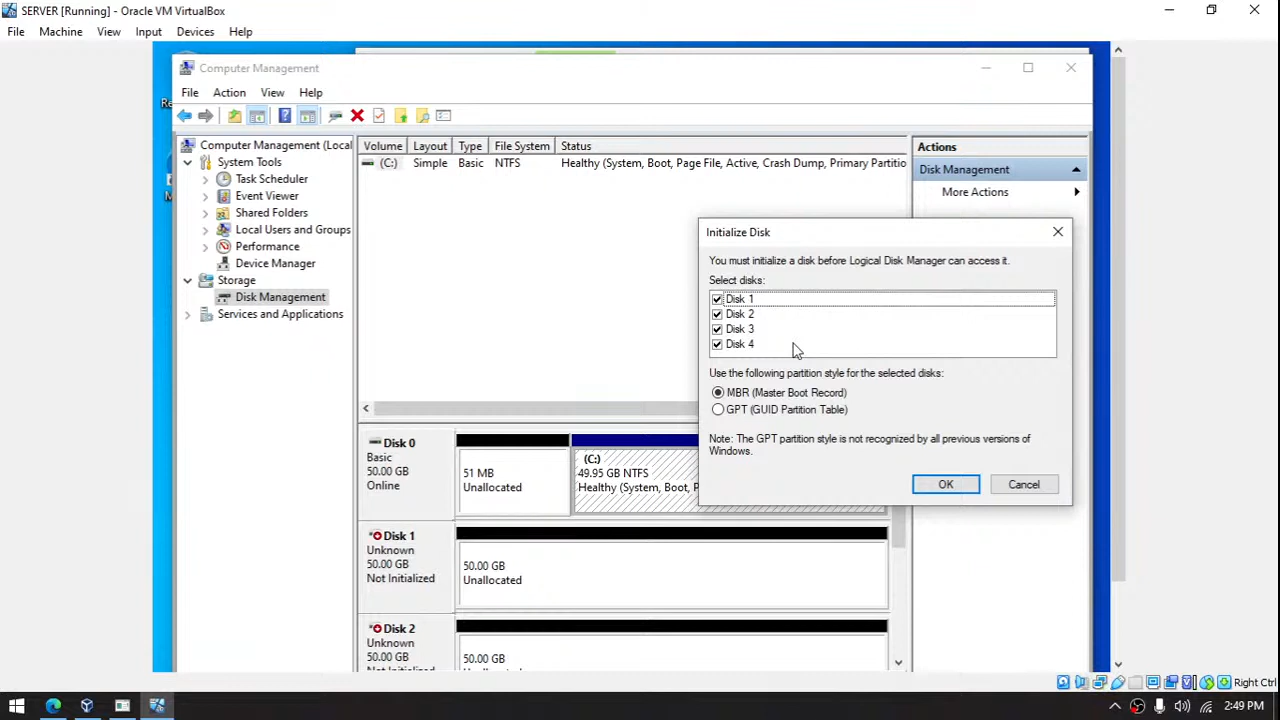 SERVER [Running] - Oracle VM VirtualBox
File Machine View Input Devices Help
Computer Management
File Action View Help
Computer Management (Local
System Tools
Task Scheduler
Event Viewer
Shared Folders
Local Users and Groups
Performance
Device Manager
Storage
Disk Management
Services and Applications
Volume Layout Type File System Status
(C:) Simple Basic NTFS Healthy (System, Boot, Page File, Active, Crash Dump, Primary Partitio
Actions
Disk Management
More Actions
Initialize Disk
You must initialize a disk before Logical Disk Manager can access it.
Select disks:
Disk 1
Disk 2
Disk 3
Disk 4
Use the following partition style for the selected disks:
MBR (Master Boot Record)
GPT (GUID Partition Table)
Note: The GPT partition style is not recognized by all previous versions of
Windows.
OK Cancel
Disk 0
Basic
50.00 GB
Online
51 MB
Unallocated
(C:)
49.95 GB NTFS
Healthy (System, Boot, P
Disk 1
Unknown
50.00 GB
Not Initialized
50.00 GB
Unallocated
Disk 2
Unknown
50.00 GB
50.00 GB
Right Ctrl
2:49 PM